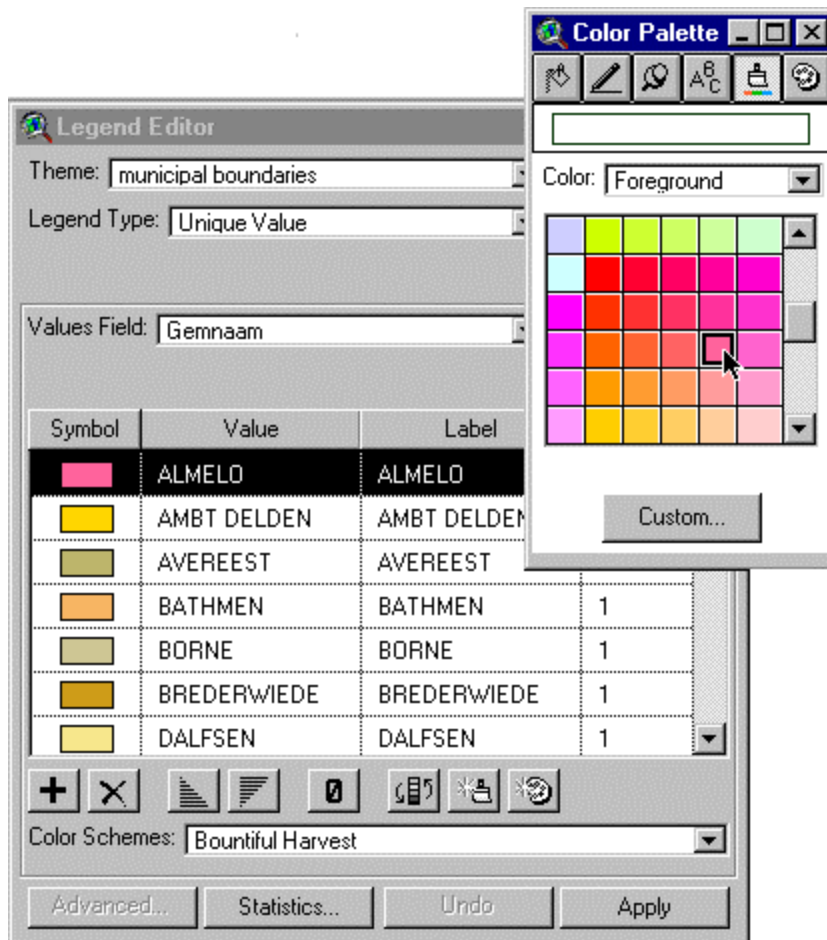 Color Palette
ABC
Color: Foreground
Custom...
Legend Editor
Theme: municipal boundaries
Legend Type: Unique Value
Values Field: Gemnaam
Symbol Value Label
ALMELO ALMELO
AMBT DELDEN AMBT DELDEN
AVEREEST AVEREEST
BATHMEN BATHMEN 1
BORNE BORNE 1
BREDERWIEDE BREDERWIEDE 1
DALFSEN DALFSEN 1
0
Color Schemes: Bountiful Harvest
Advanced... Statistics... Undo Apply